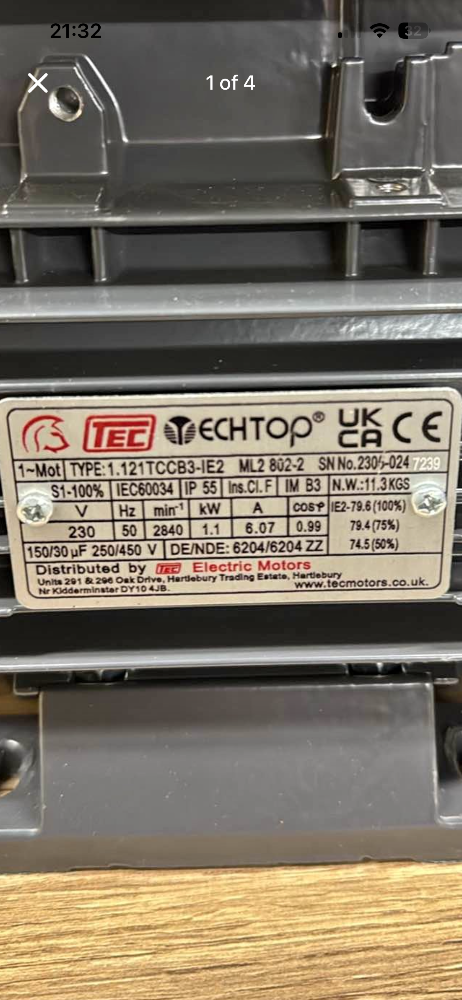 21:32
32
1 of 4
TEC TECHTOP® UK CA CE
1~Mot TYPE: 1.121TCCB3-IE2 ML2 802-2 SN No.2305-024 7239
S1-100% IEC60034 IP 55 Ins.Cl.F IM B3 N.W.:11.3KGS
V Hz min⁻¹ kW A cosφ IE2-79.6(100%)
230 50 2840 1.1 6.07 0.99 79.4(75%)
150/30 µF 250/450 V DE/NDE: 6204/6204 ZZ 74.5(50%)
Distributed by TEC Electric Motors
Units 291 & 296 Oak Drive, Hartlebury Trading Estate, Hartlebury
Nr Kidderminster DY10 4JB. www.tecmotors.co.uk.